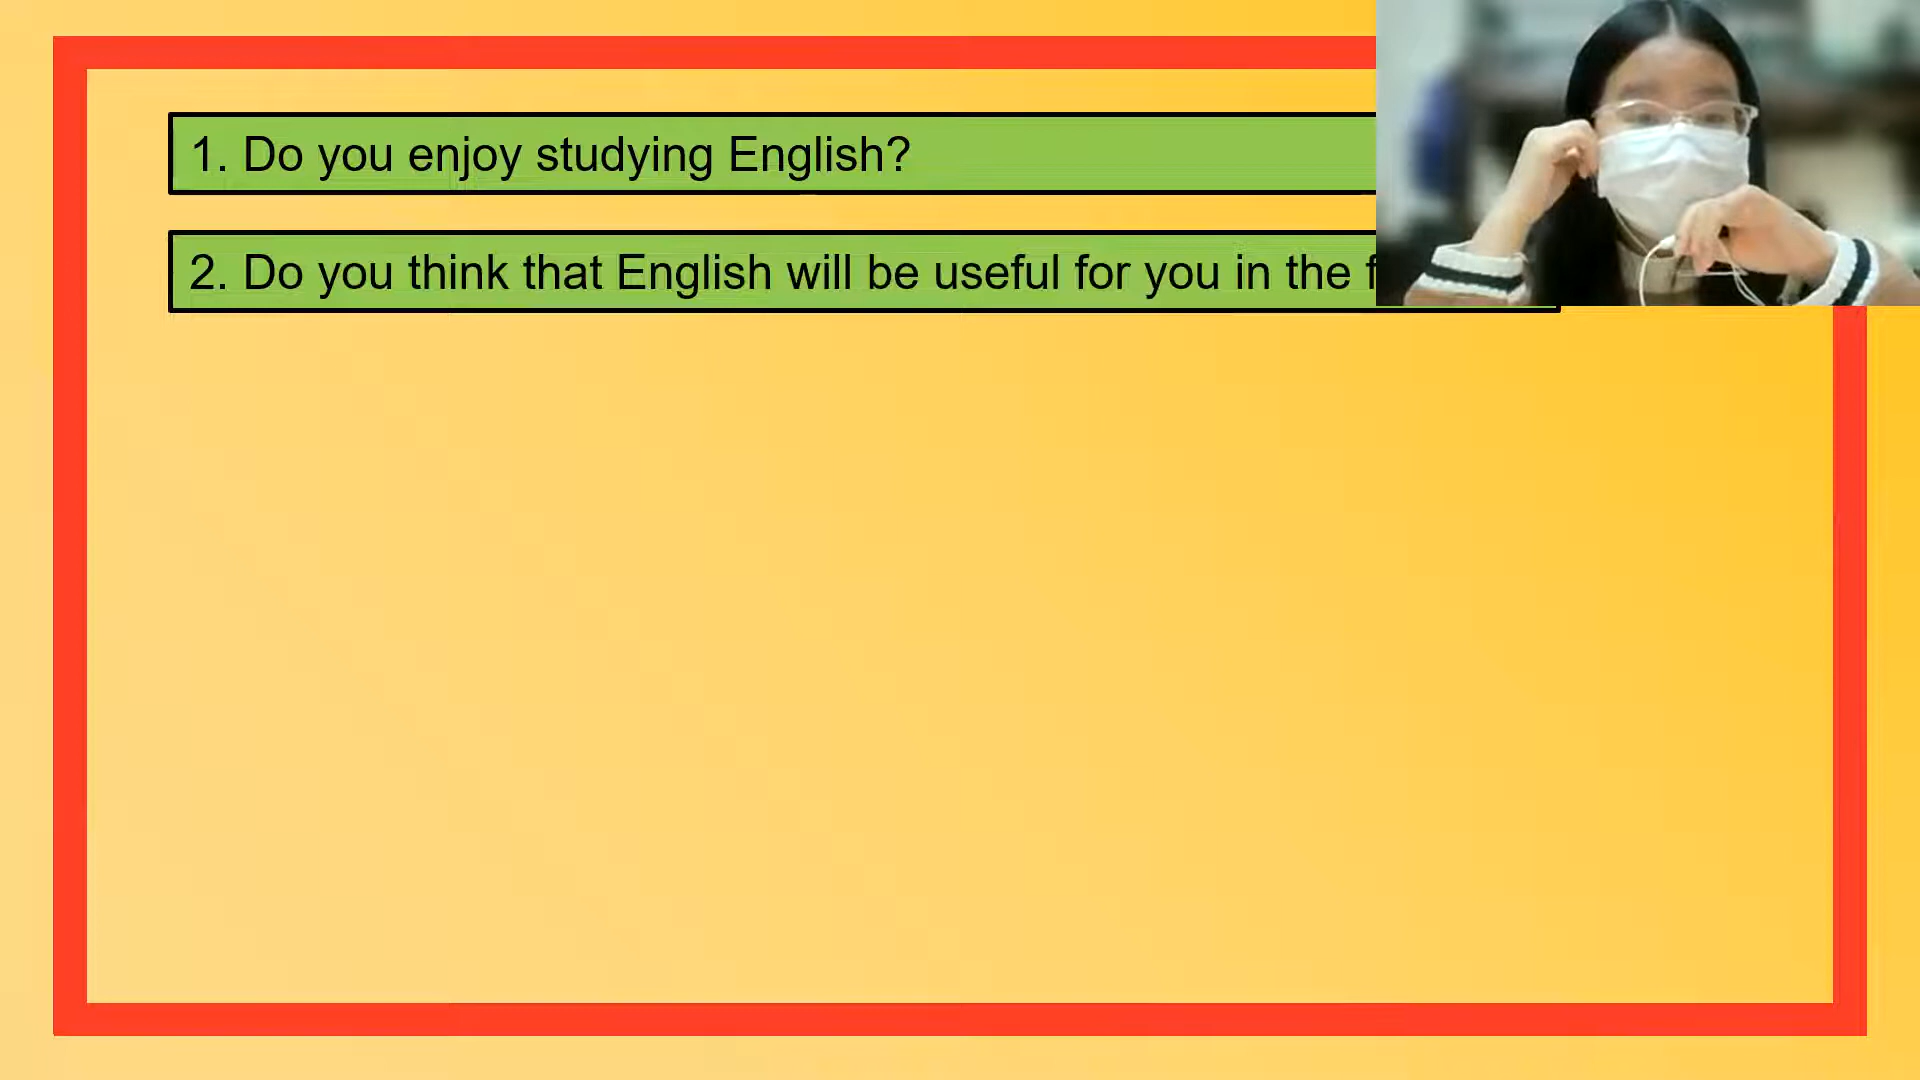 1. Do you enjoy studying English?
2. Do you think that English will be useful for you in the